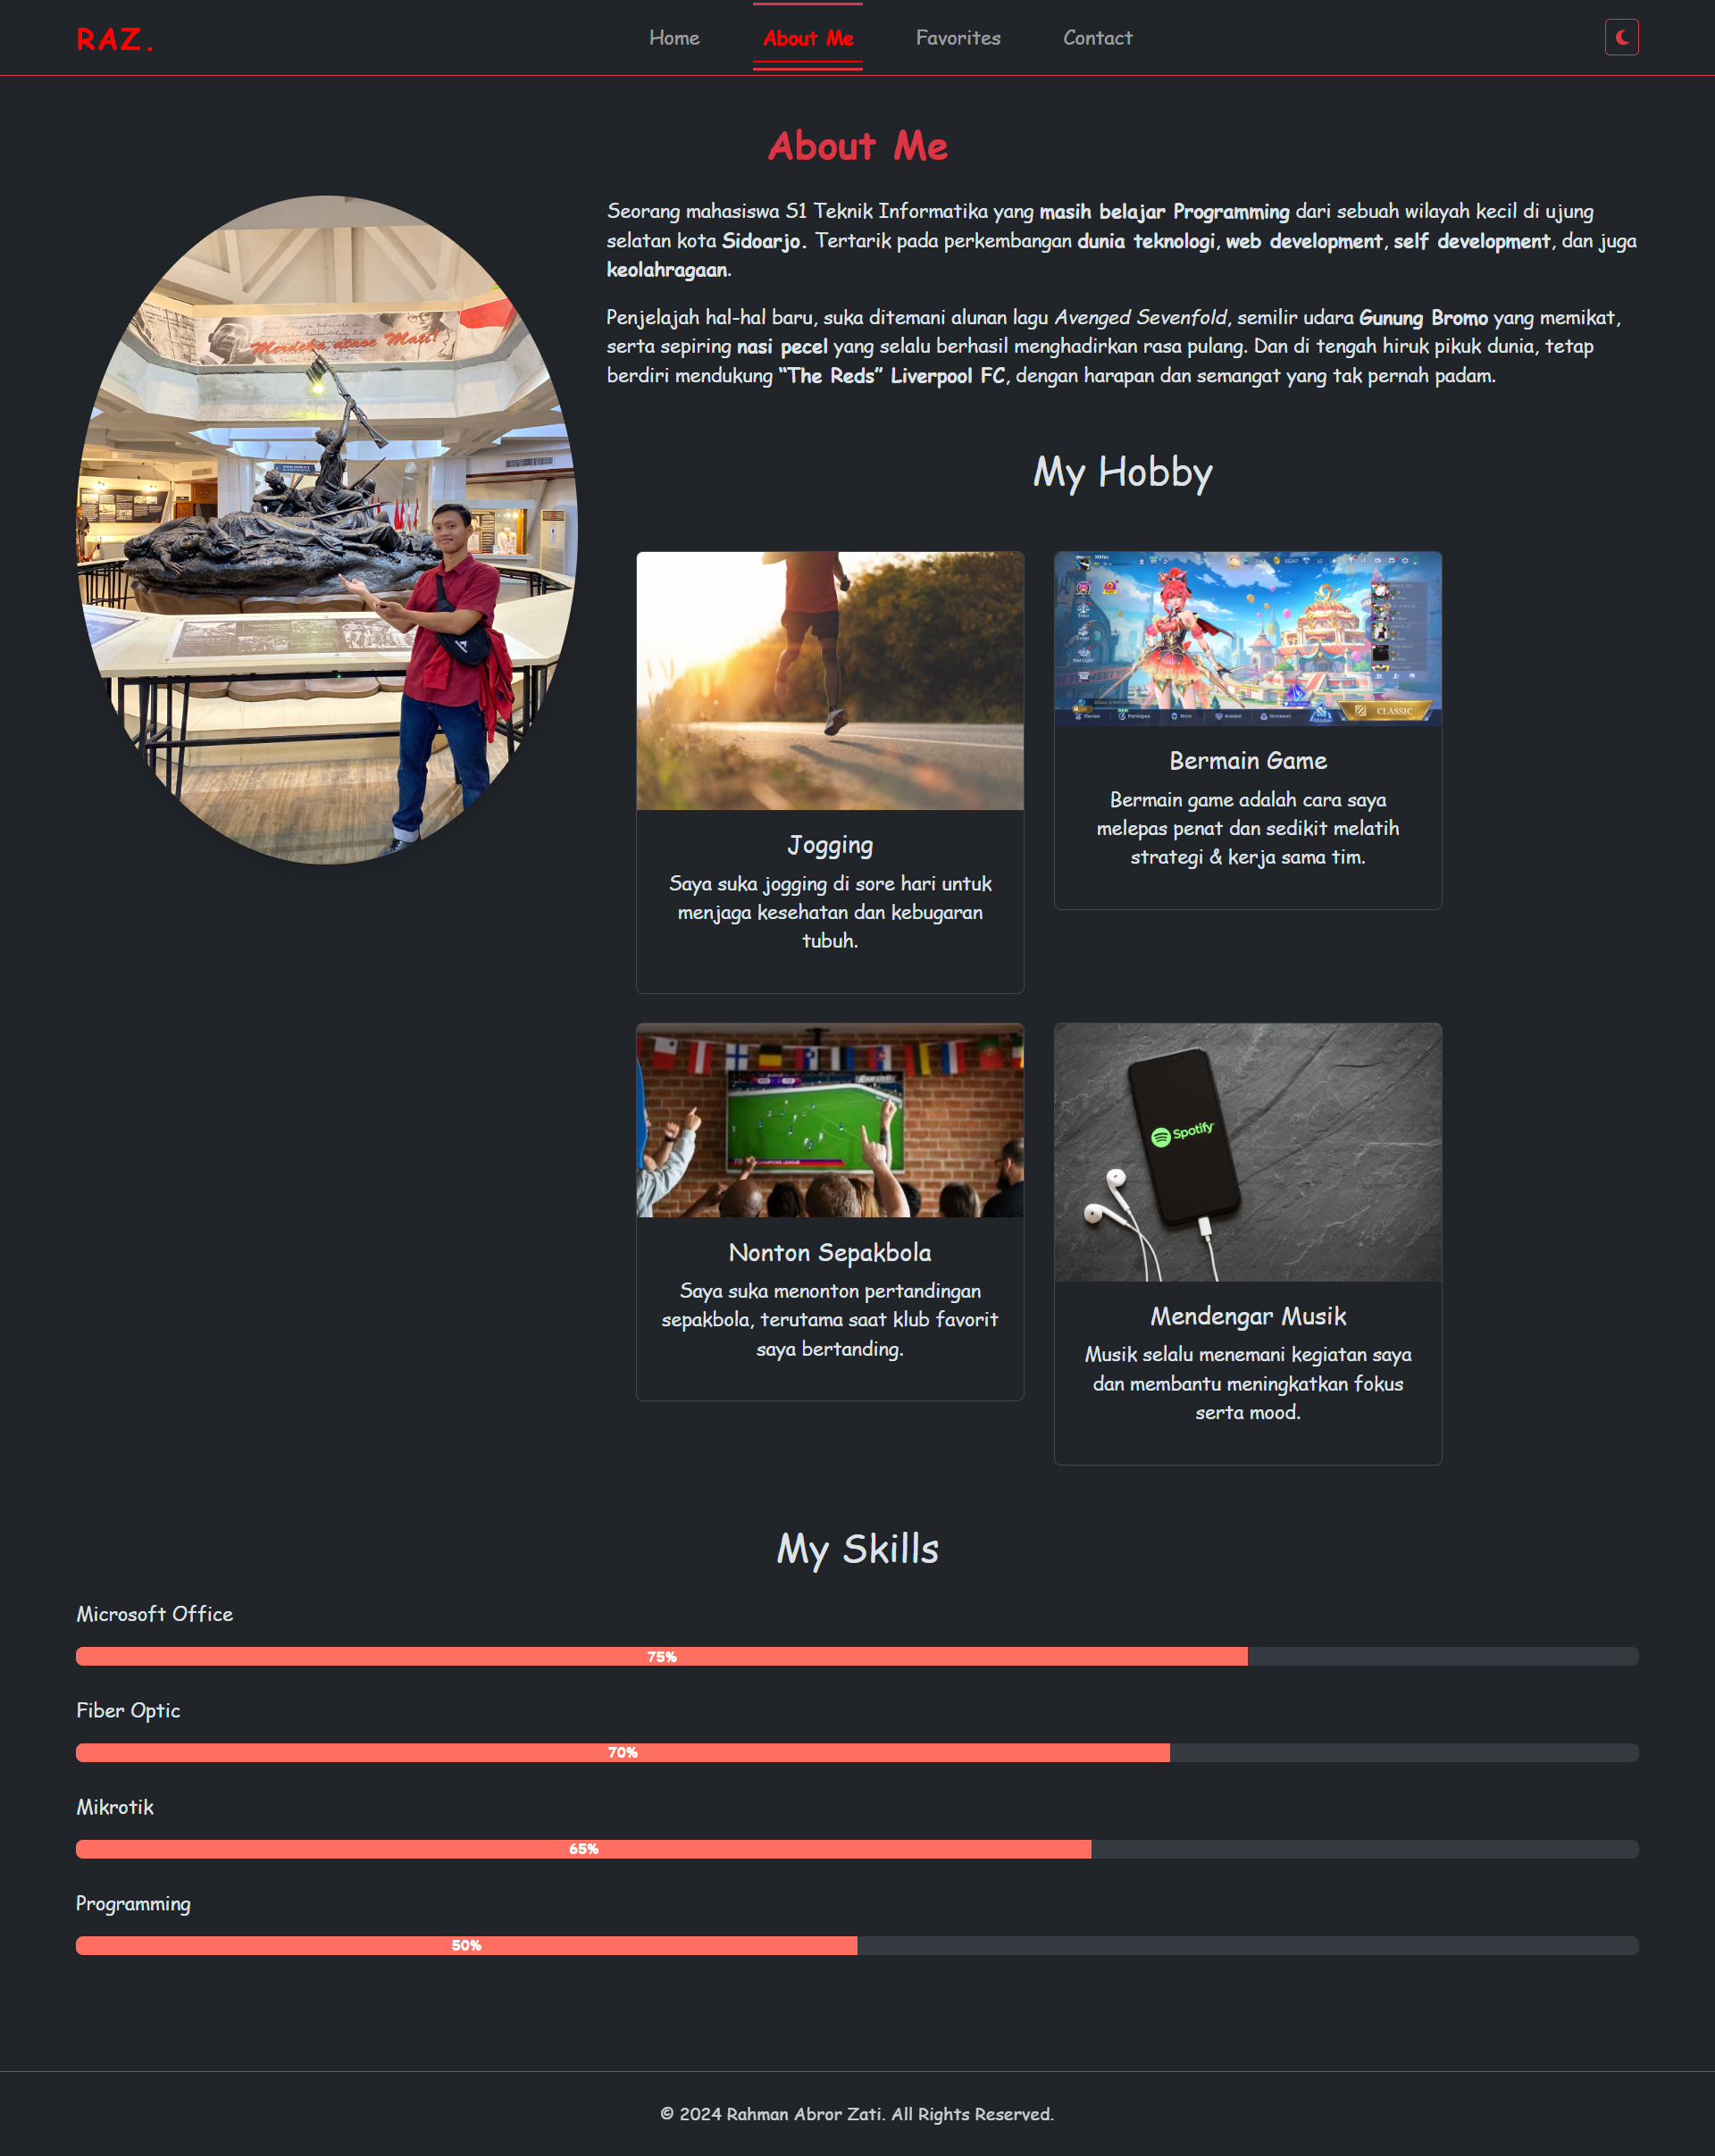 RAZ.
Home
About Me
Favorites
Contact
About Me
Seorang mahasiswa S1 Teknik Informatika yang masih belajar Programming dari sebuah wilayah kecil di ujung
selatan kota Sidoarjo. Tertarik pada perkembangan dunia teknologi, web development, self development, dan juga
keolahragaan.
Penjelajah hal-hal baru, suka ditemani alunan lagu Avenged Sevenfold, semilir udara Gunung Bromo yang memikat,
serta sepiring nasi pecel yang selalu berhasil menghadirkan rasa pulang. Dan di tengah hiruk pikuk dunia, tetap
berdiri mendukung “The Reds” Liverpool FC, dengan harapan dan semangat yang tak pernah padam.
Merdeka ataoe Mati!
My Hobby
CLASSIC
Jogging
Saya suka jogging di sore hari untuk
menjaga kesehatan dan kebugaran
tubuh.
Bermain Game
Bermain game adalah cara saya
melepas penat dan sedikit melatih
strategi & kerja sama tim.
Nonton Sepakbola
Saya suka menonton pertandingan
sepakbola, terutama saat klub favorit
saya bertanding.
Spotify
Mendengar Musik
Musik selalu menemani kegiatan saya
dan membantu meningkatkan fokus
serta mood.
My Skills
Microsoft Office
75%
Fiber Optic
70%
Mikrotik
65%
Programming
50%
© 2024 Rahman Abror Zati. All Rights Reserved.